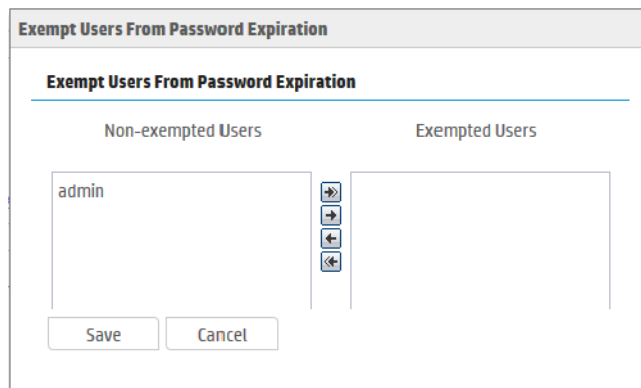 Exempt Users From Password Expiration
Exempt Users From Password Expiration
Non-exempted Users Exempted Users
admin
Save Cancel